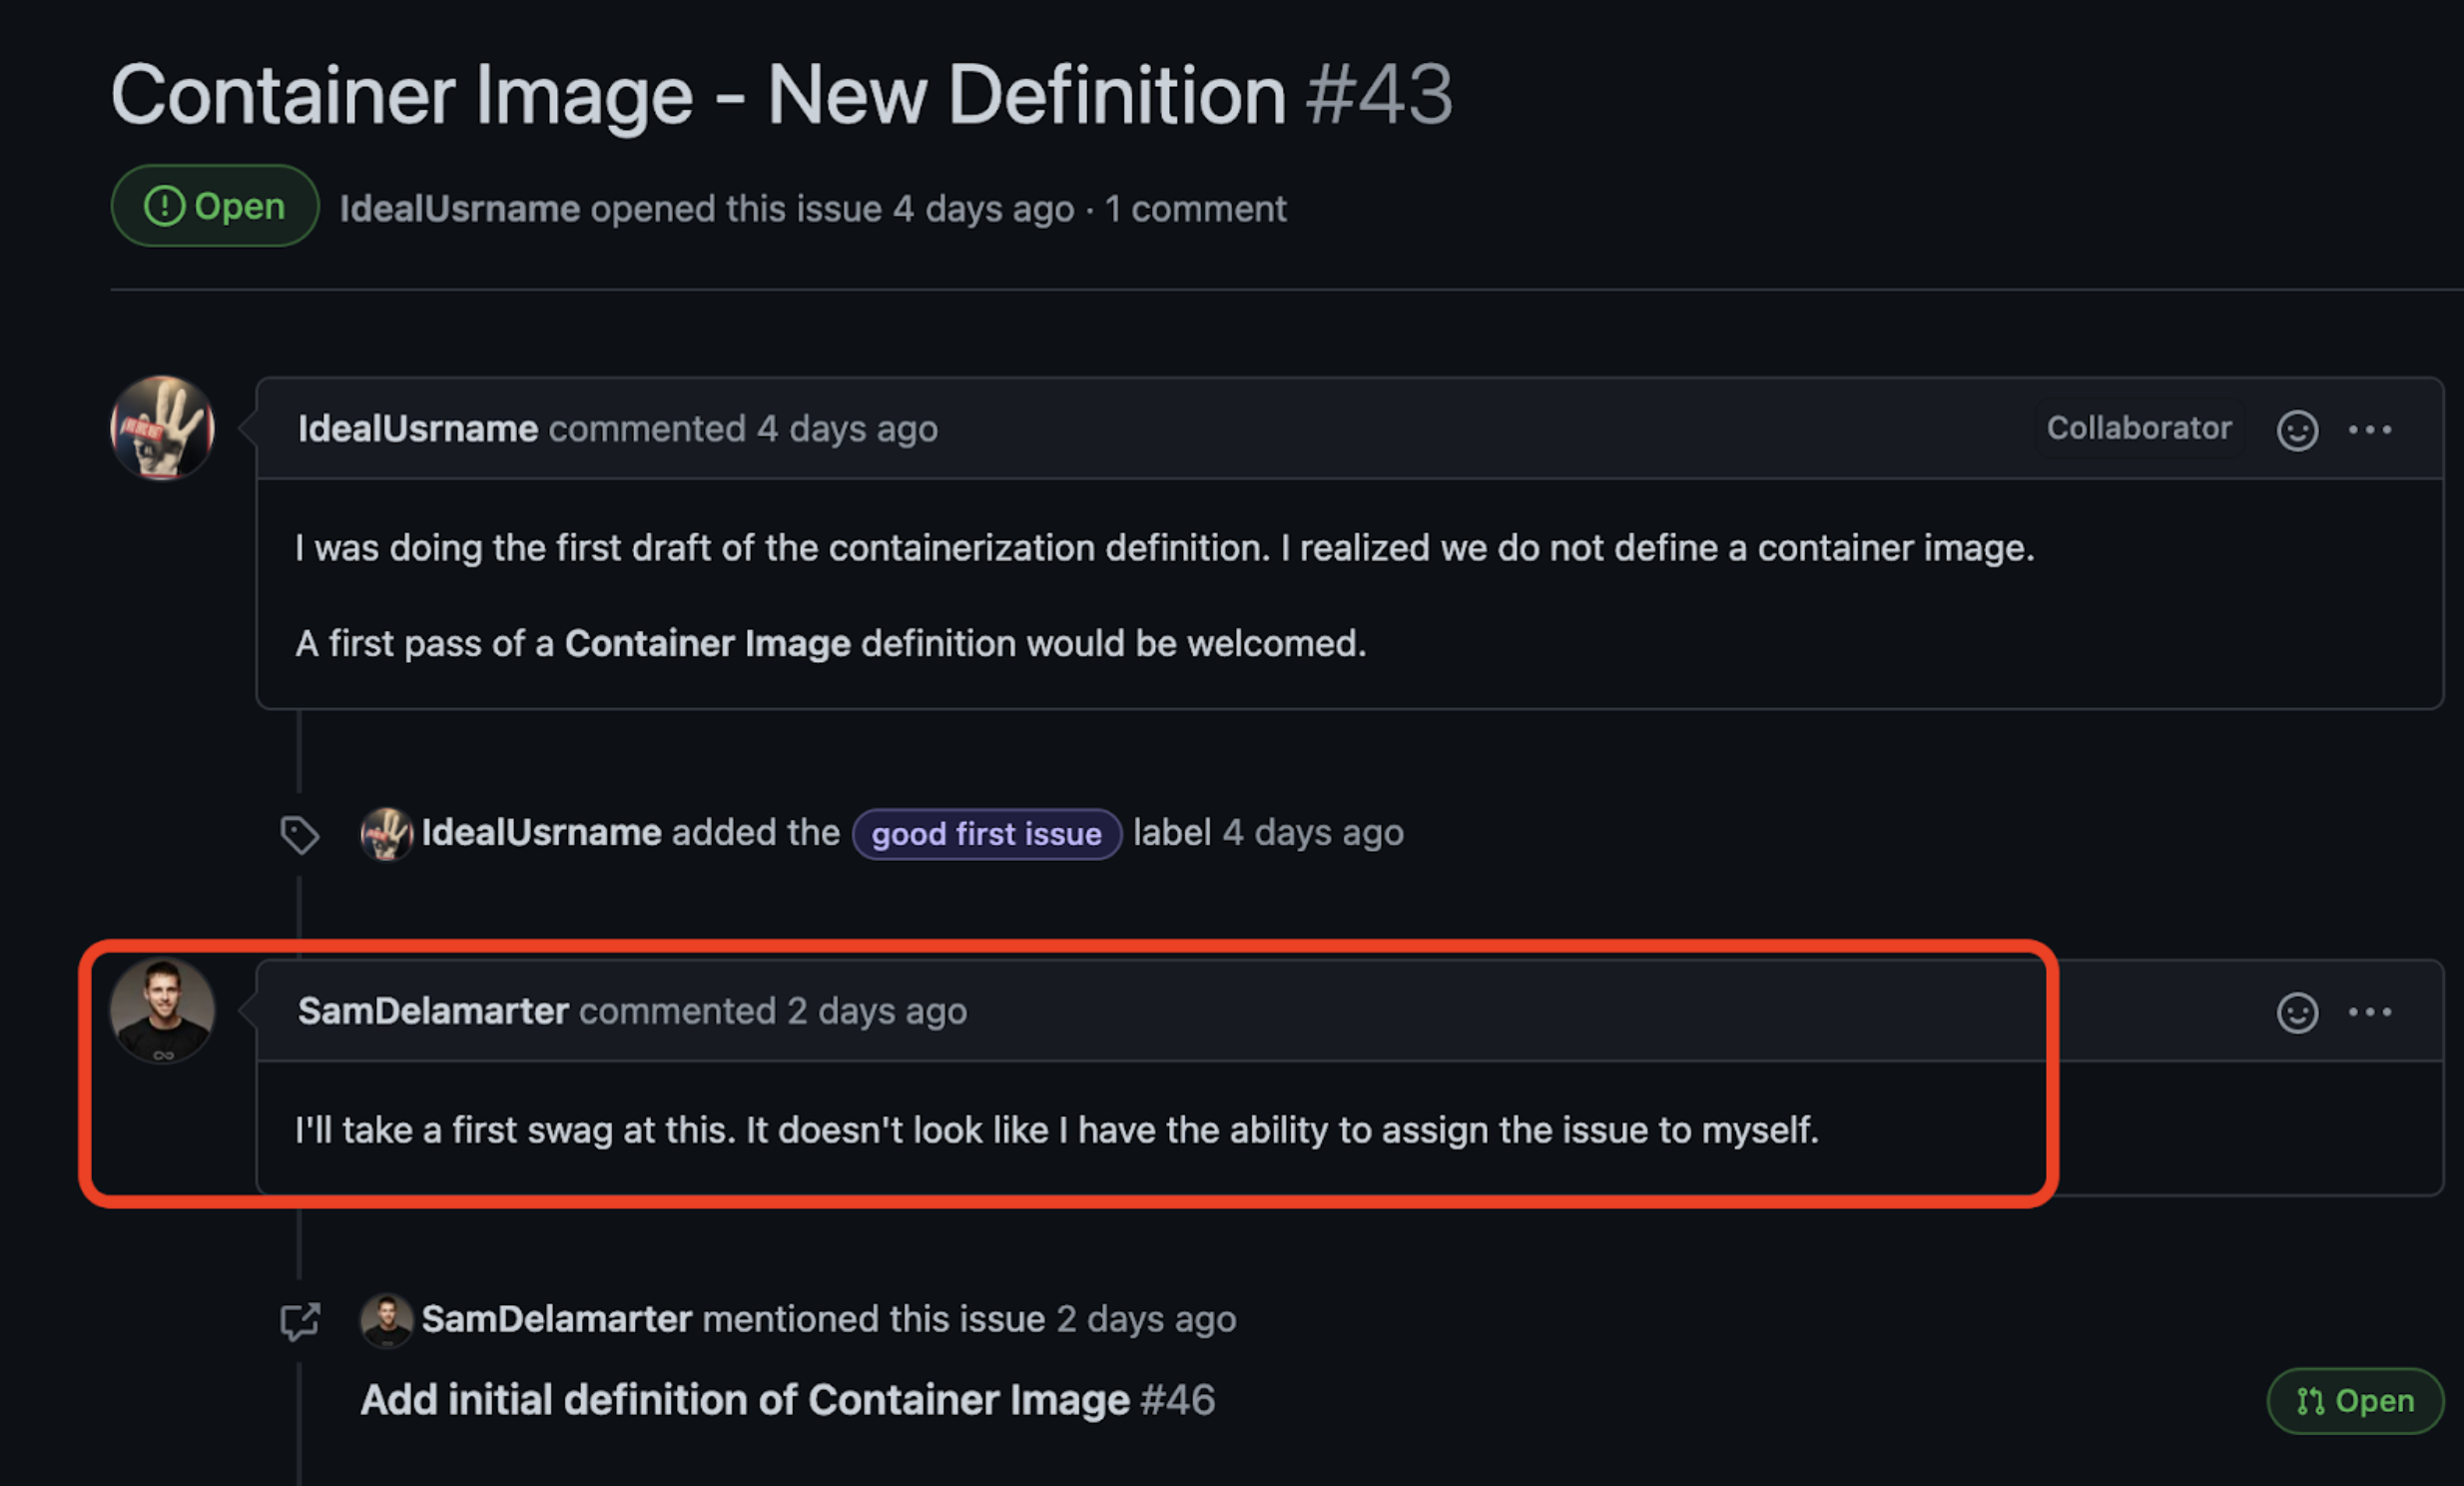 Container Image - New Definition #43
Open IdealUsrname opened this issue 4 days ago · 1 comment
IdealUsrname commented 4 days ago Collaborator
I was doing the first draft of the containerization definition. I realized we do not define a container image.
A first pass of a Container Image definition would be welcomed.
IdealUsrname added the good first issue label 4 days ago
SamDelamarter commented 2 days ago
I'll take a first swag at this. It doesn't look like I have the ability to assign the issue to myself.
SamDelamarter mentioned this issue 2 days ago
Add initial definition of Container Image #46 Open